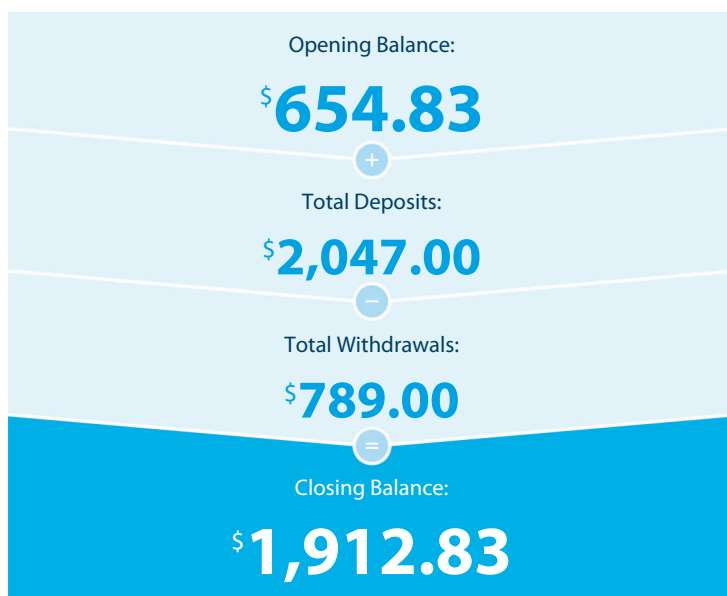 Opening Balance:
$654.83
+
Total Deposits:
$2,047.00
−
Total Withdrawals:
$789.00
=
Closing Balance:
$1,912.83